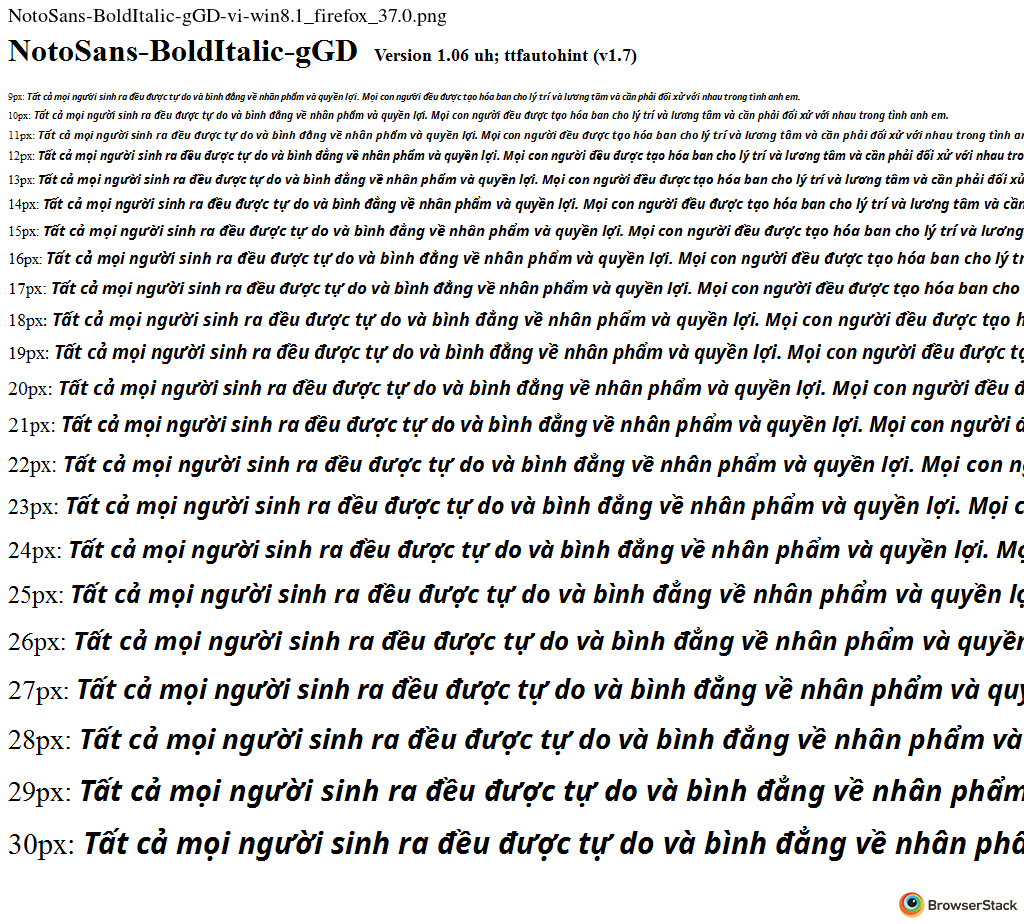 NotoSans-BoldItalic-gGD-vi-win8.1_firefox_37.0.png
NotoSans-BoldItalic-gGD Version 1.06 uh; ttfautohint (v1.7)
9px: Tất cả mọi người sinh ra đều được tự do và bình đẳng về nhân phẩm và quyền lợi. Mọi con người đều được tạo hóa ban cho lý trí và lương tâm và cần phải đối xử với nhau trong tình anh em.
10px: Tất cả mọi người sinh ra đều được tự do và bình đẳng về nhân phẩm và quyền lợi. Mọi con người đều được tạo hóa ban cho lý trí và lương tâm và cần phải đối xử với nhau trong tình anh em.
11px: Tất cả mọi người sinh ra đều được tự do và bình đẳng về nhân phẩm và quyền lợi. Mọi con người đều được tạo hóa ban cho lý trí và lương tâm và cần phải đối xử với nhau trong tình an
12px: Tất cả mọi người sinh ra đều được tự do và bình đẳng về nhân phẩm và quyền lợi. Mọi con người đều được tạo hóa ban cho lý trí và lương tâm và cần phải đối xử với nhau tro
13px: Tất cả mọi người sinh ra đều được tự do và bình đẳng về nhân phẩm và quyền lợi. Mọi con người đều được tạo hóa ban cho lý trí và lương tâm và cần phải đối xử
14px: Tất cả mọi người sinh ra đều được tự do và bình đẳng về nhân phẩm và quyền lợi. Mọi con người đều được tạo hóa ban cho lý trí và lương tâm và cần
15px: Tất cả mọi người sinh ra đều được tự do và bình đẳng về nhân phẩm và quyền lợi. Mọi con người đều được tạo hóa ban cho lý trí và lương
16px: Tất cả mọi người sinh ra đều được tự do và bình đẳng về nhân phẩm và quyền lợi. Mọi con người đều được tạo hóa ban cho lý tr
17px: Tất cả mọi người sinh ra đều được tự do và bình đẳng về nhân phẩm và quyền lợi. Mọi con người đều được tạo hóa ban cho
18px: Tất cả mọi người sinh ra đều được tự do và bình đẳng về nhân phẩm và quyền lợi. Mọi con người đều được tạo h
19px: Tất cả mọi người sinh ra đều được tự do và bình đẳng về nhân phẩm và quyền lợi. Mọi con người đều được tạ
20px: Tất cả mọi người sinh ra đều được tự do và bình đẳng về nhân phẩm và quyền lợi. Mọi con người đều đ
21px: Tất cả mọi người sinh ra đều được tự do và bình đẳng về nhân phẩm và quyền lợi. Mọi con người đ
22px: Tất cả mọi người sinh ra đều được tự do và bình đẳng về nhân phẩm và quyền lợi. Mọi con ng
23px: Tất cả mọi người sinh ra đều được tự do và bình đẳng về nhân phẩm và quyền lợi. Mọi c
24px: Tất cả mọi người sinh ra đều được tự do và bình đẳng về nhân phẩm và quyền lợi. Mọ
25px: Tất cả mọi người sinh ra đều được tự do và bình đẳng về nhân phẩm và quyền lợ
26px: Tất cả mọi người sinh ra đều được tự do và bình đẳng về nhân phẩm và quyền
27px: Tất cả mọi người sinh ra đều được tự do và bình đẳng về nhân phẩm và quy
28px: Tất cả mọi người sinh ra đều được tự do và bình đẳng về nhân phẩm và
29px: Tất cả mọi người sinh ra đều được tự do và bình đẳng về nhân phẩm
30px: Tất cả mọi người sinh ra đều được tự do và bình đẳng về nhân phẩ
BrowserStack